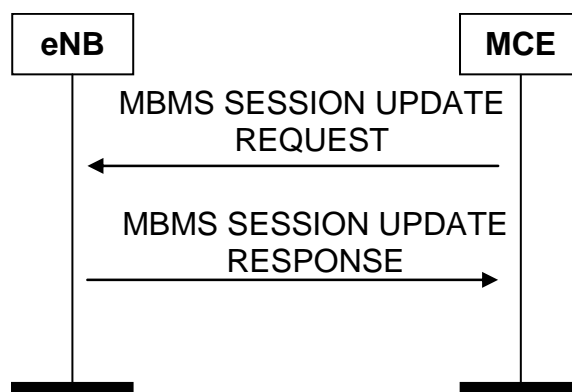 eNB
MCE
MBMS SESSION UPDATE
REQUEST
MBMS SESSION UPDATE
RESPONSE